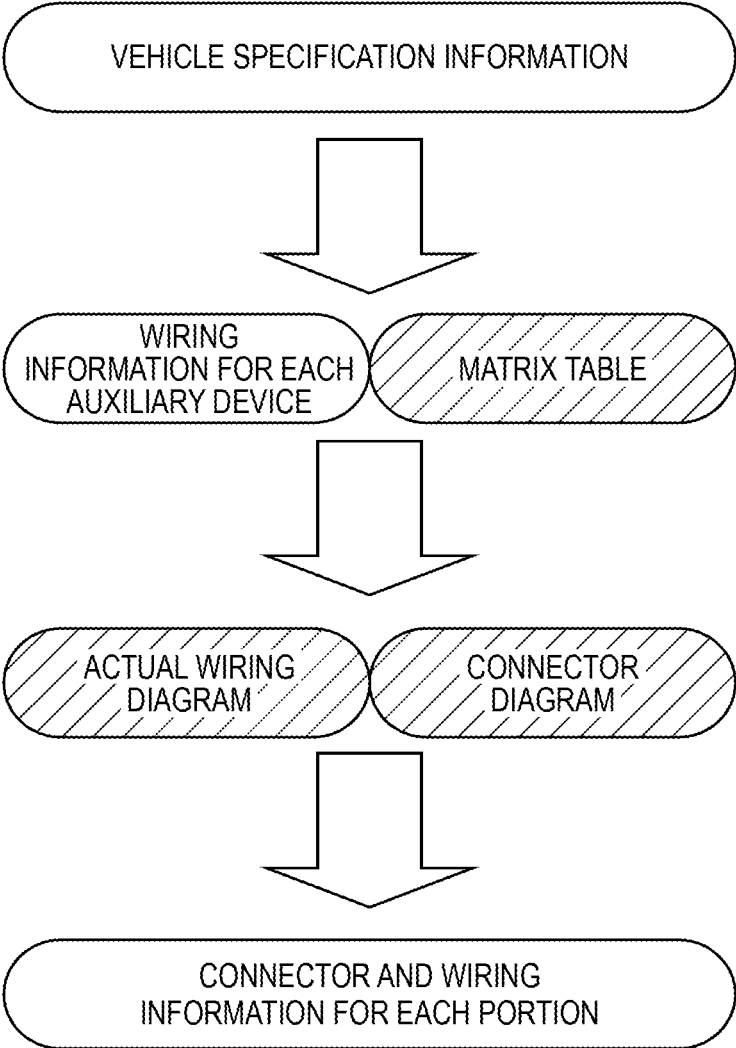 VEHICLE SPECIFICATION INFORMATION
WIRING
INFORMATION FOR EACH
AUXILIARY DEVICE
MATRIX TABLE
ACTUAL WIRING
DIAGRAM
CONNECTOR
DIAGRAM
CONNECTOR AND WIRING
INFORMATION FOR EACH PORTION